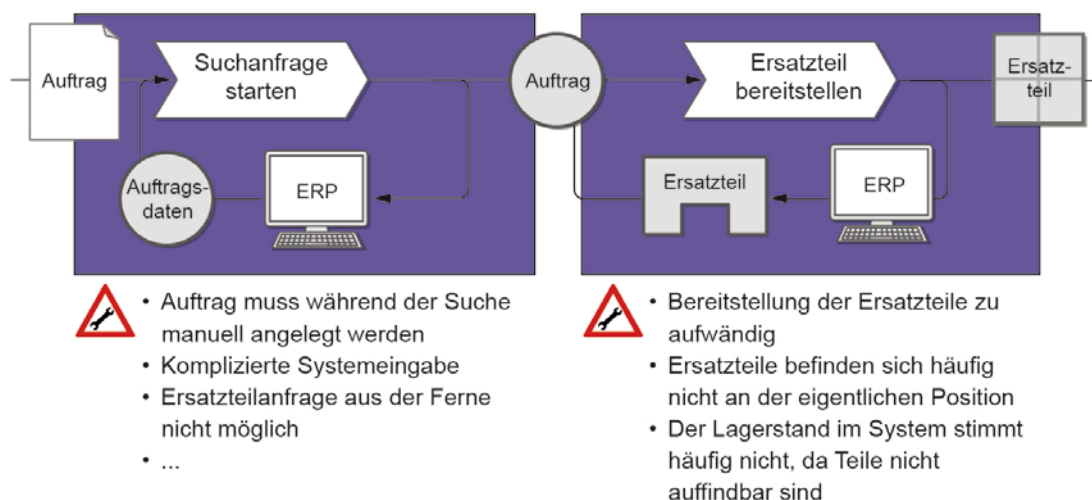 Auftrag
Suchanfrage
starten
Auftrags-
daten
ERP
Auftrag
Ersatzteil
bereitstellen
Ersatzteil
ERP
Ersatz-
teil
• Auftrag muss während der Suche
manuell angelegt werden
• Komplizierte Systemeingabe
• Ersatzteilanfrage aus der Ferne
nicht möglich
• ...
• Bereitstellung der Ersatzteile zu
aufwändig
• Ersatzteile befinden sich häufig
nicht an der eigentlichen Position
• Der Lagerstand im System stimmt
häufig nicht, da Teile nicht
auffindbar sind